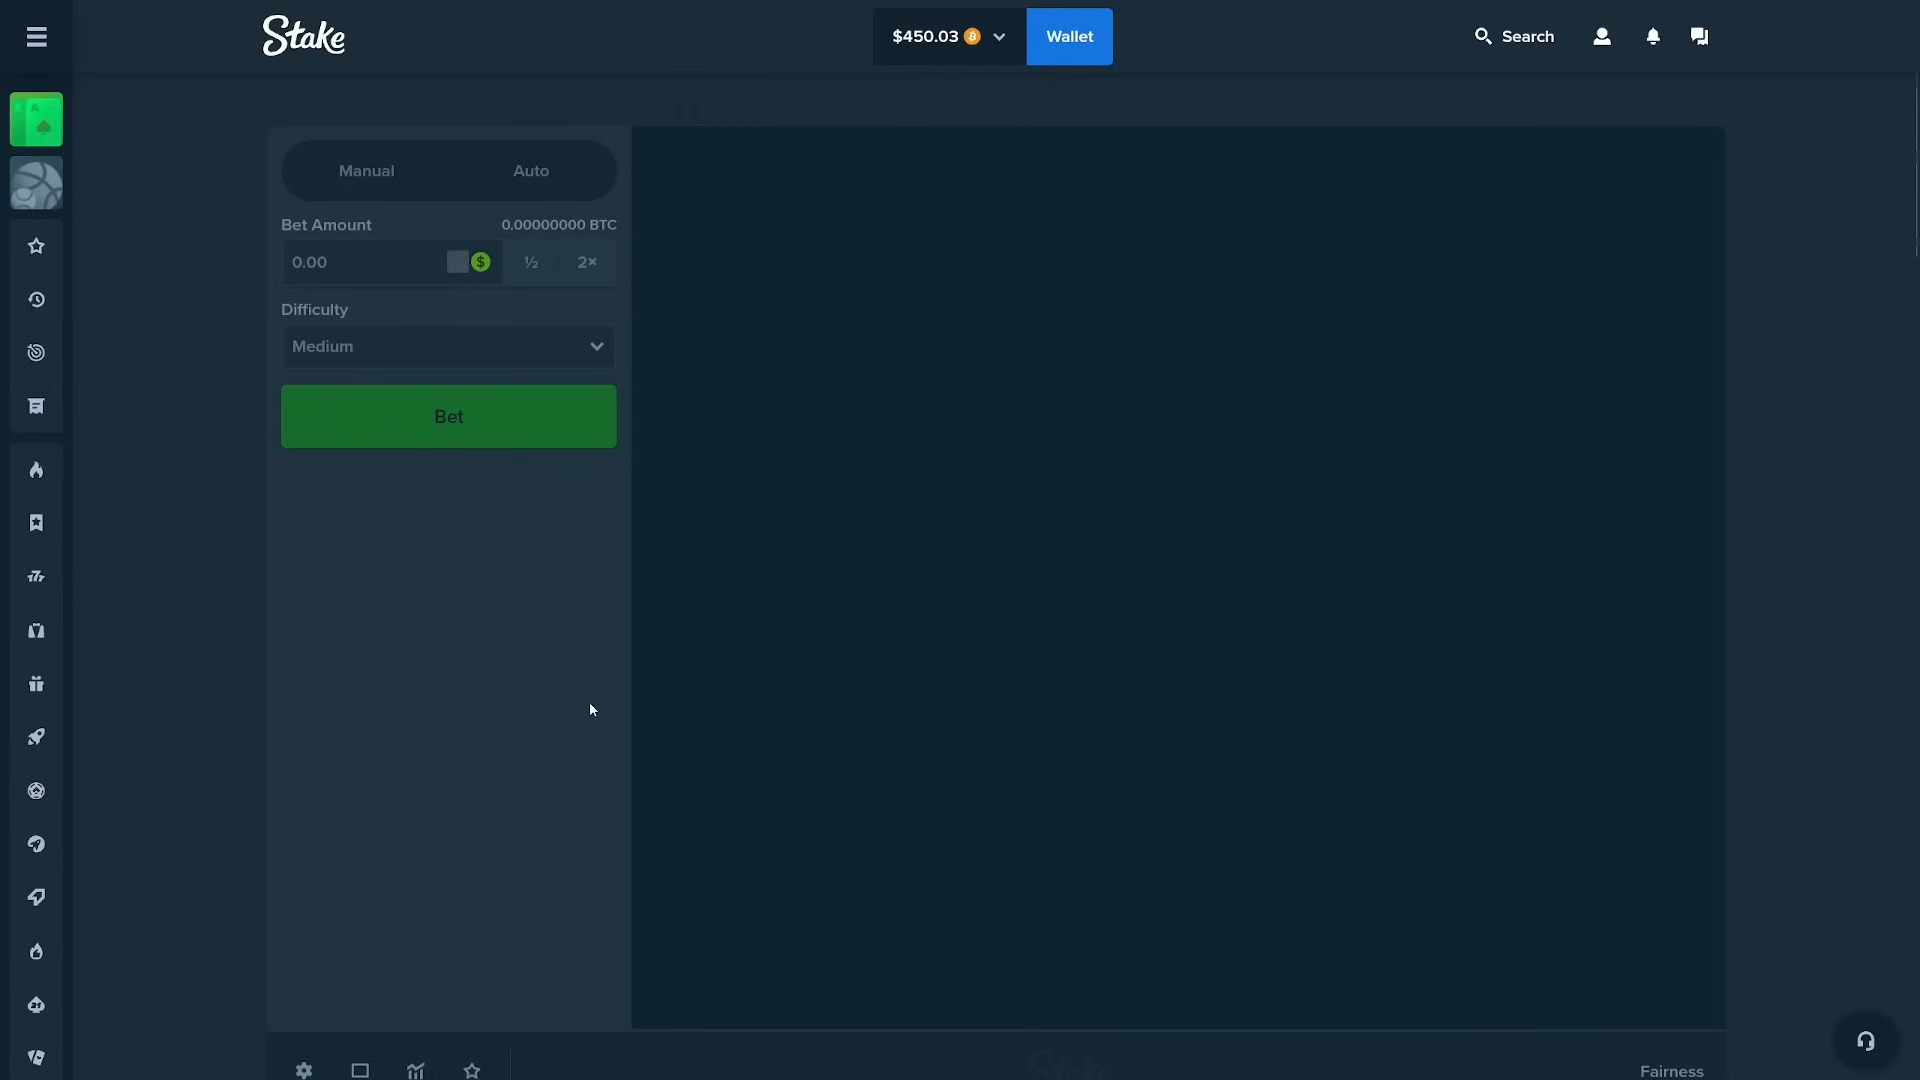 Stake
$450.03
Wallet
Search
Manual
Auto
Bet Amount
0.00000000 BTC
0.00
$
½
2×
Difficulty
Medium
Bet
Stake
Fairness